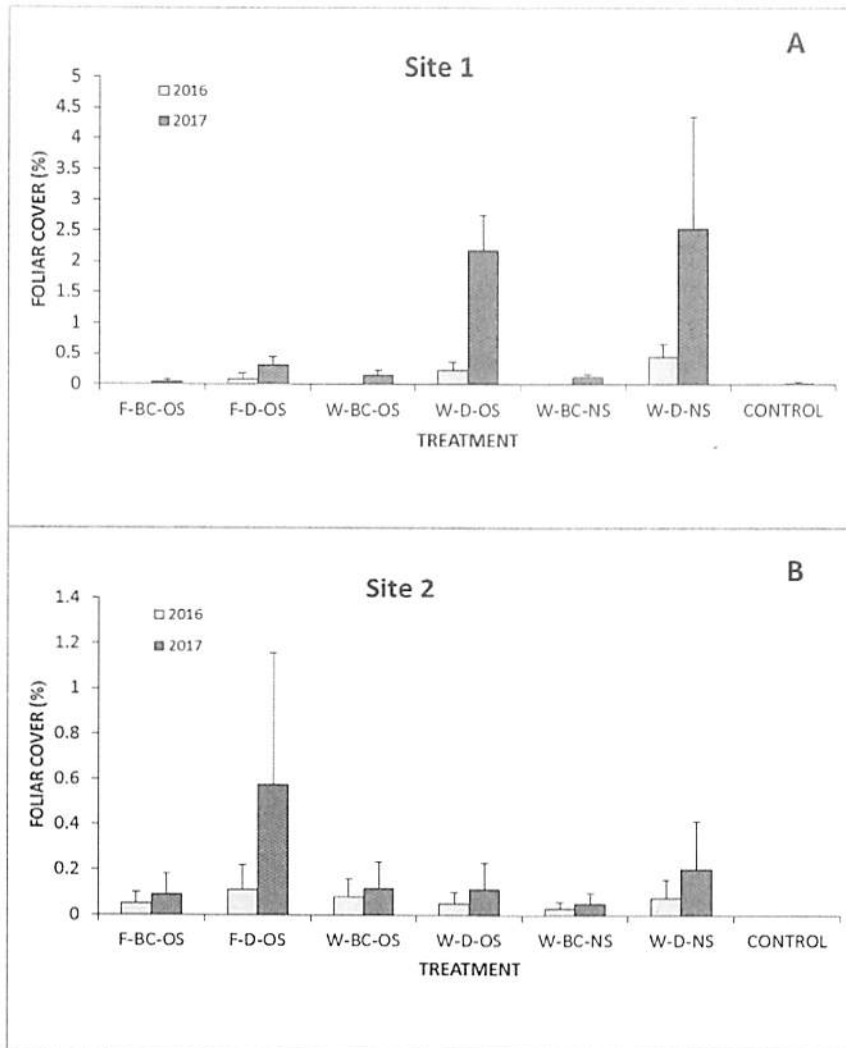 A
Site 1
2016
2017
5
4.5
4
3.5
3
2.5
2
1.5
1
0.5
0
FOLIAR COVER (%)
F-BC-OS F-D-OS W-BC-OS W-D-OS W-BC-NS W-D-NS CONTROL
TREATMENT
B
Site 2
2016
2017
1.4
1.2
1
0.8
0.6
0.4
0.2
0
FOLIAR COVER (%)
F-BC-OS F-D-OS W-BC-OS W-D-OS W-BC-NS W-D-NS CONTROL
TREATMENT